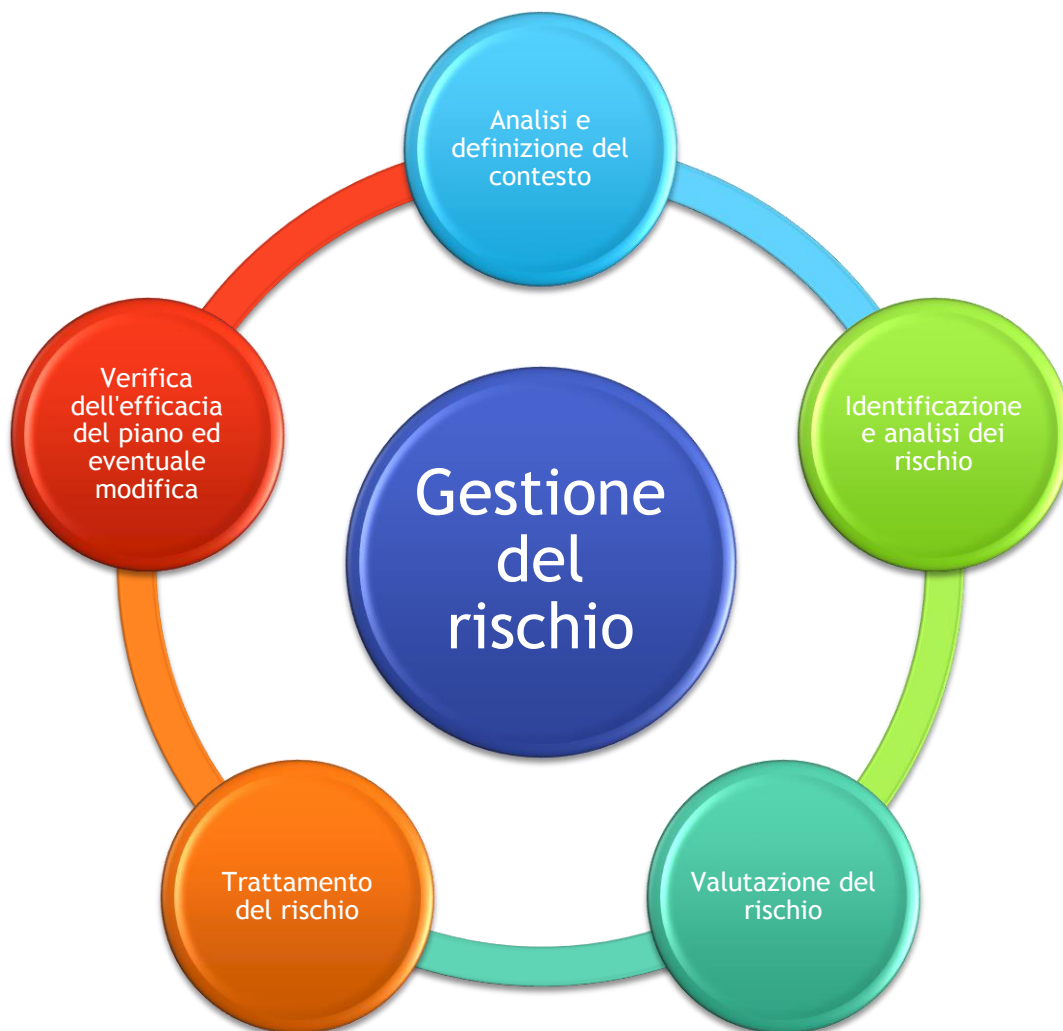 Analisi e
definizione del
contesto
Identificazione
e analisi dei
rischio
Valutazione del
rischio
Trattamento
del rischio
Verifica
dell'efficacia
del piano ed
eventuale
modifica
Gestione
del
rischio